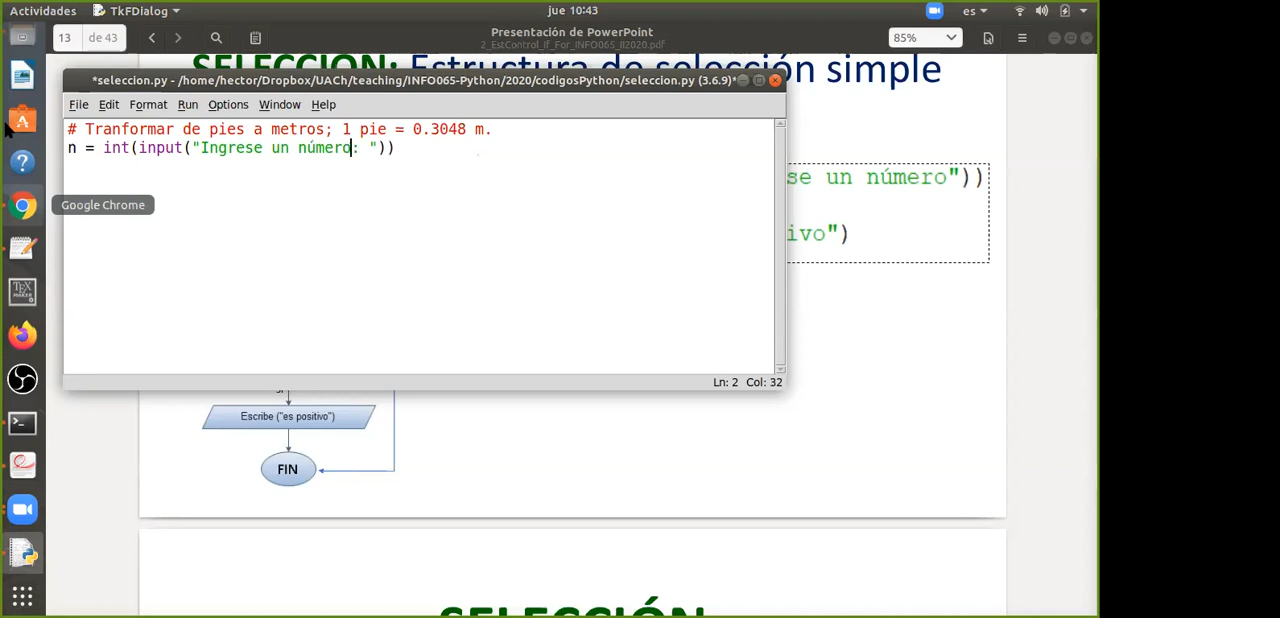 Actividades TkFDialog jue 10:43 es
13 de 43 Presentación de PowerPoint 85%
2_EstControl_If_For_INFO065_II2020.pdf
SELECCIÓN: Estructura de selección simple
*seleccion.py - /home/hector/Dropbox/UACh/teaching/INFO065-Python/2020/codigosPython/seleccion.py (3.6.9)*
File Edit Format Run Options Window Help
# Tranformar de pies a metros; 1 pie = 0.3048 m.
n = int(input("Ingrese un número: "))
se un número"))
Google Chrome
ivo")
Ln: 2 Col: 32
Escribe ("es positivo")
FIN
SELECCIÓN